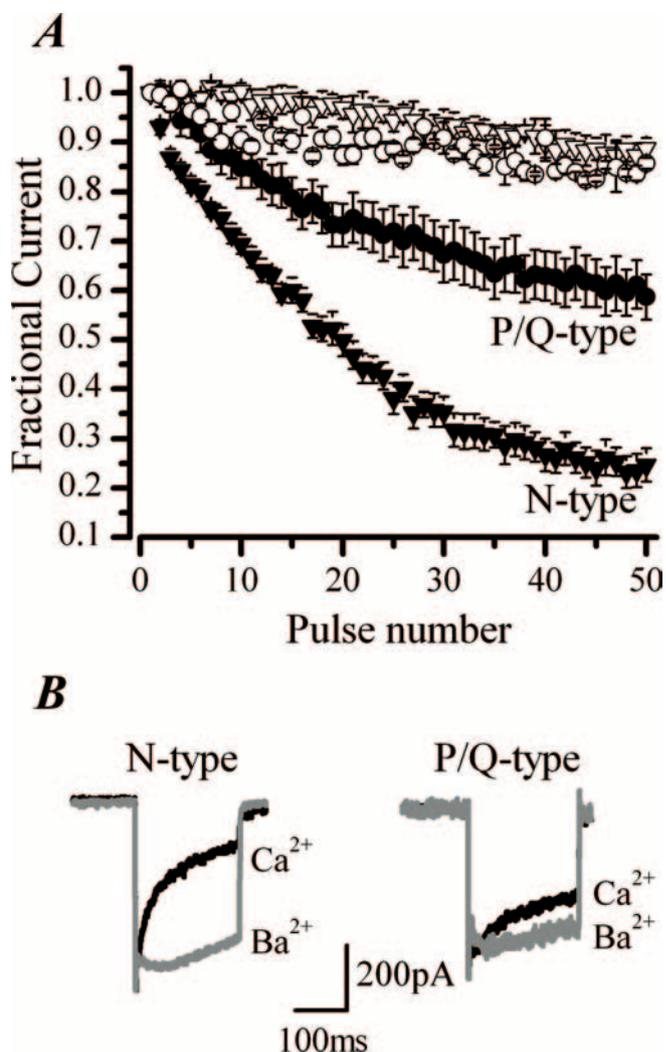 A
Fractional Current
1.0
0.9
0.8
0.7
0.6
0.5
0.4
0.3
0.2
0.1
P/Q-type
N-type
0 10 20 30 40 50
Pulse number
B
N-type P/Q-type
Ca2+ Ca2+
Ba2+ Ba2+
200pA
100ms